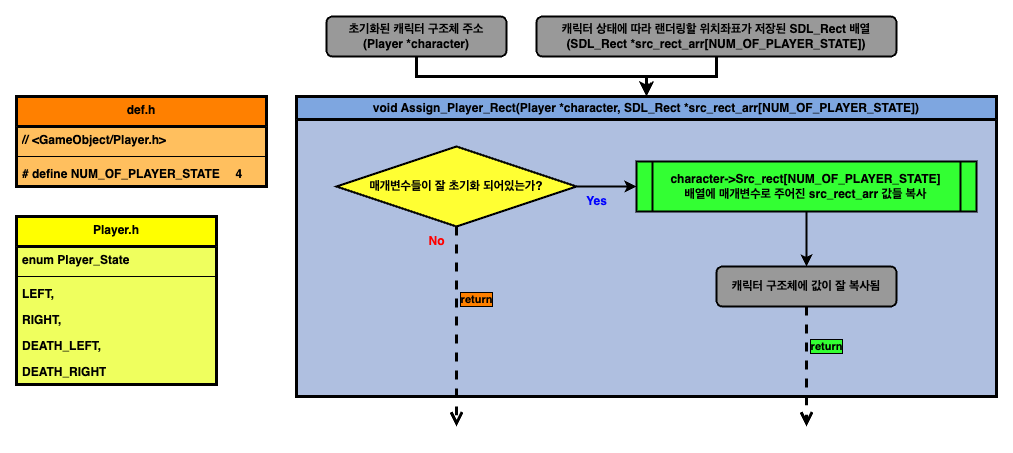 초기화된 캐릭터 구조체 주소
(Player *character)
캐릭터 상태에 따라 랜더링할 위치좌표가 저장된 SDL_Rect 배열
(SDL_Rect *src_rect_arr[NUM_OF_PLAYER_STATE])
def.h
// <GameObject/Player.h>
# define NUM_OF_PLAYER_STATE 4
Player.h
enum Player_State
LEFT,
RIGHT,
DEATH_LEFT,
DEATH_RIGHT
void Assign_Player_Rect(Player *character, SDL_Rect *src_rect_arr[NUM_OF_PLAYER_STATE])
매개변수들이 잘 초기화 되어있는가?
Yes
No
character->Src_rect[NUM_OF_PLAYER_STATE]
배열에 매개변수로 주어진 src_rect_arr 값들 복사
캐릭터 구조체에 값이 잘 복사됨
return
return